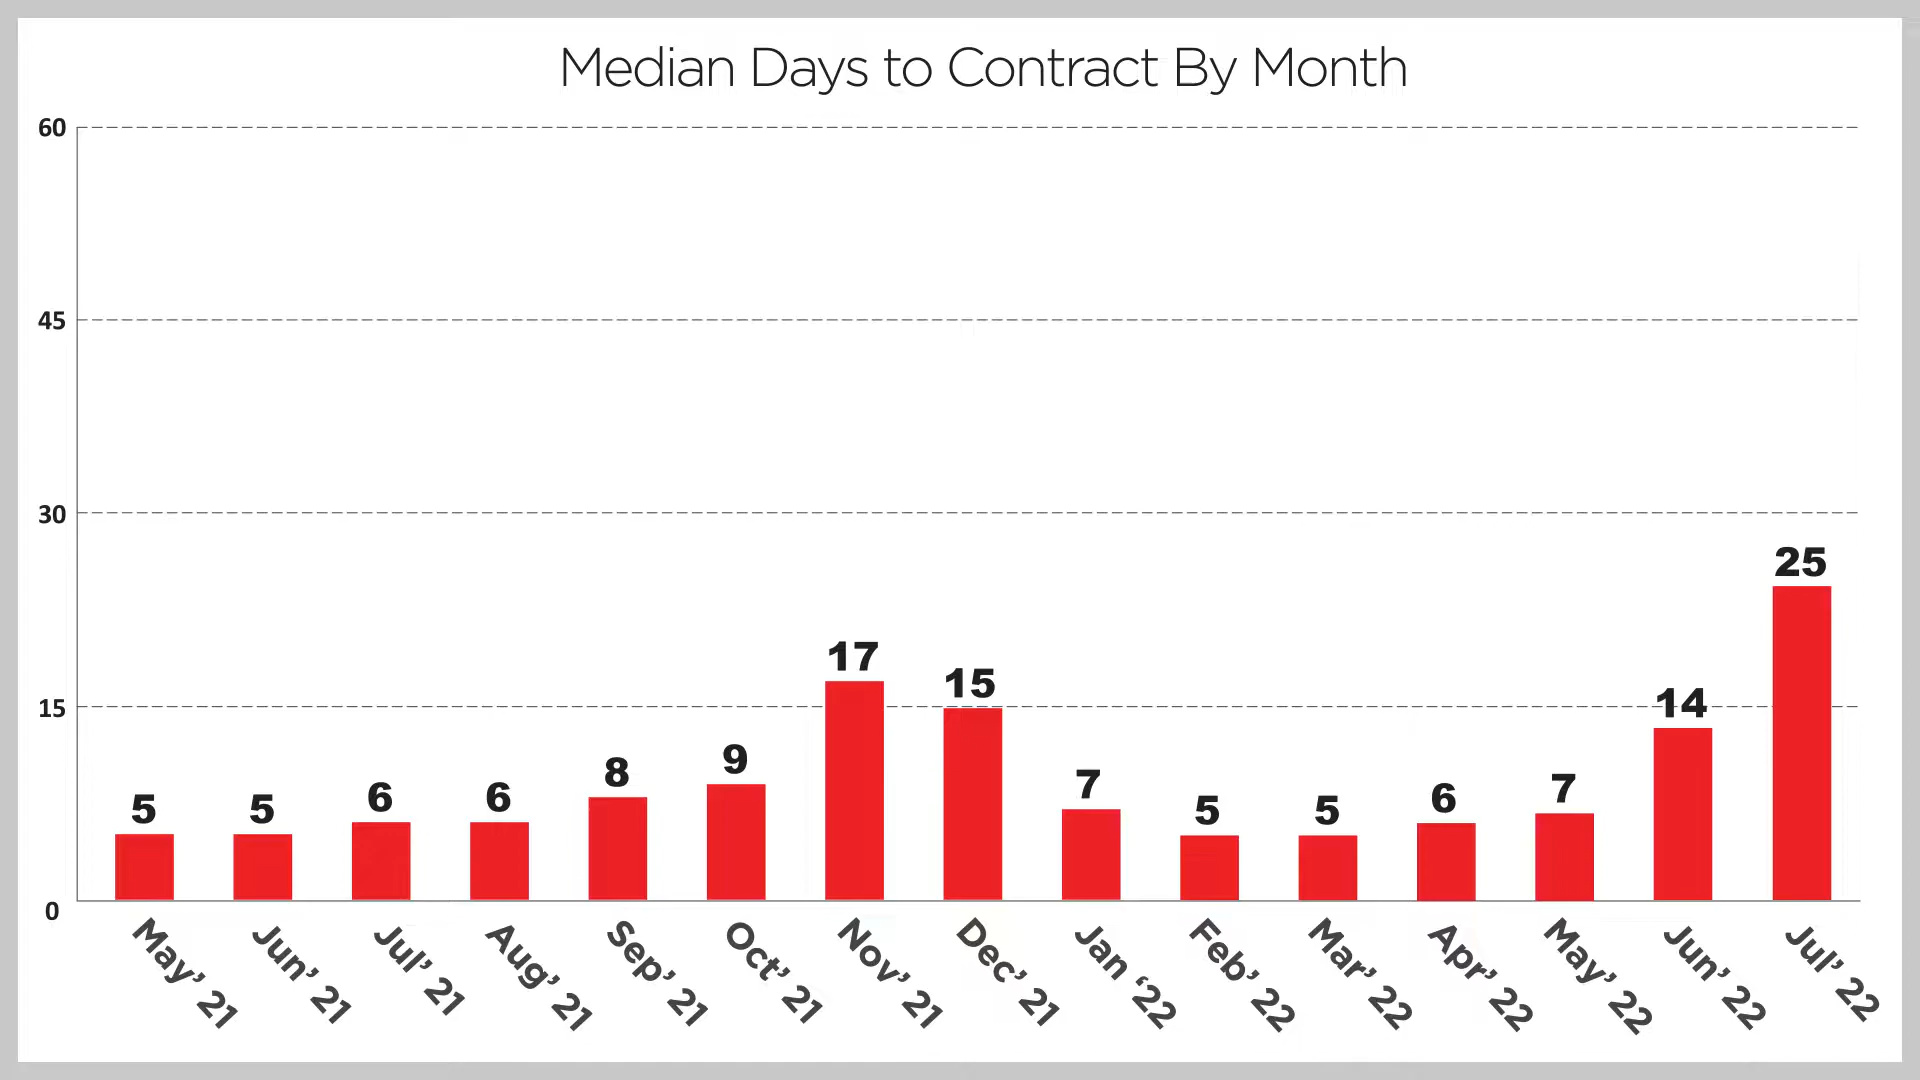 Median Days to Contract By Month
60
45
30
15
0
5
5
6
6
8
9
17
15
7
5
5
6
7
14
25
May’ 21
Jun’ 21
Jul’ 21
Aug’ 21
Sep’ 21
Oct’ 21
Nov’ 21
Dec’ 21
Jan ‘22
Feb’ 22
Mar’ 22
Apr’ 22
May’ 22
Jun’ 22
Jul’ 22